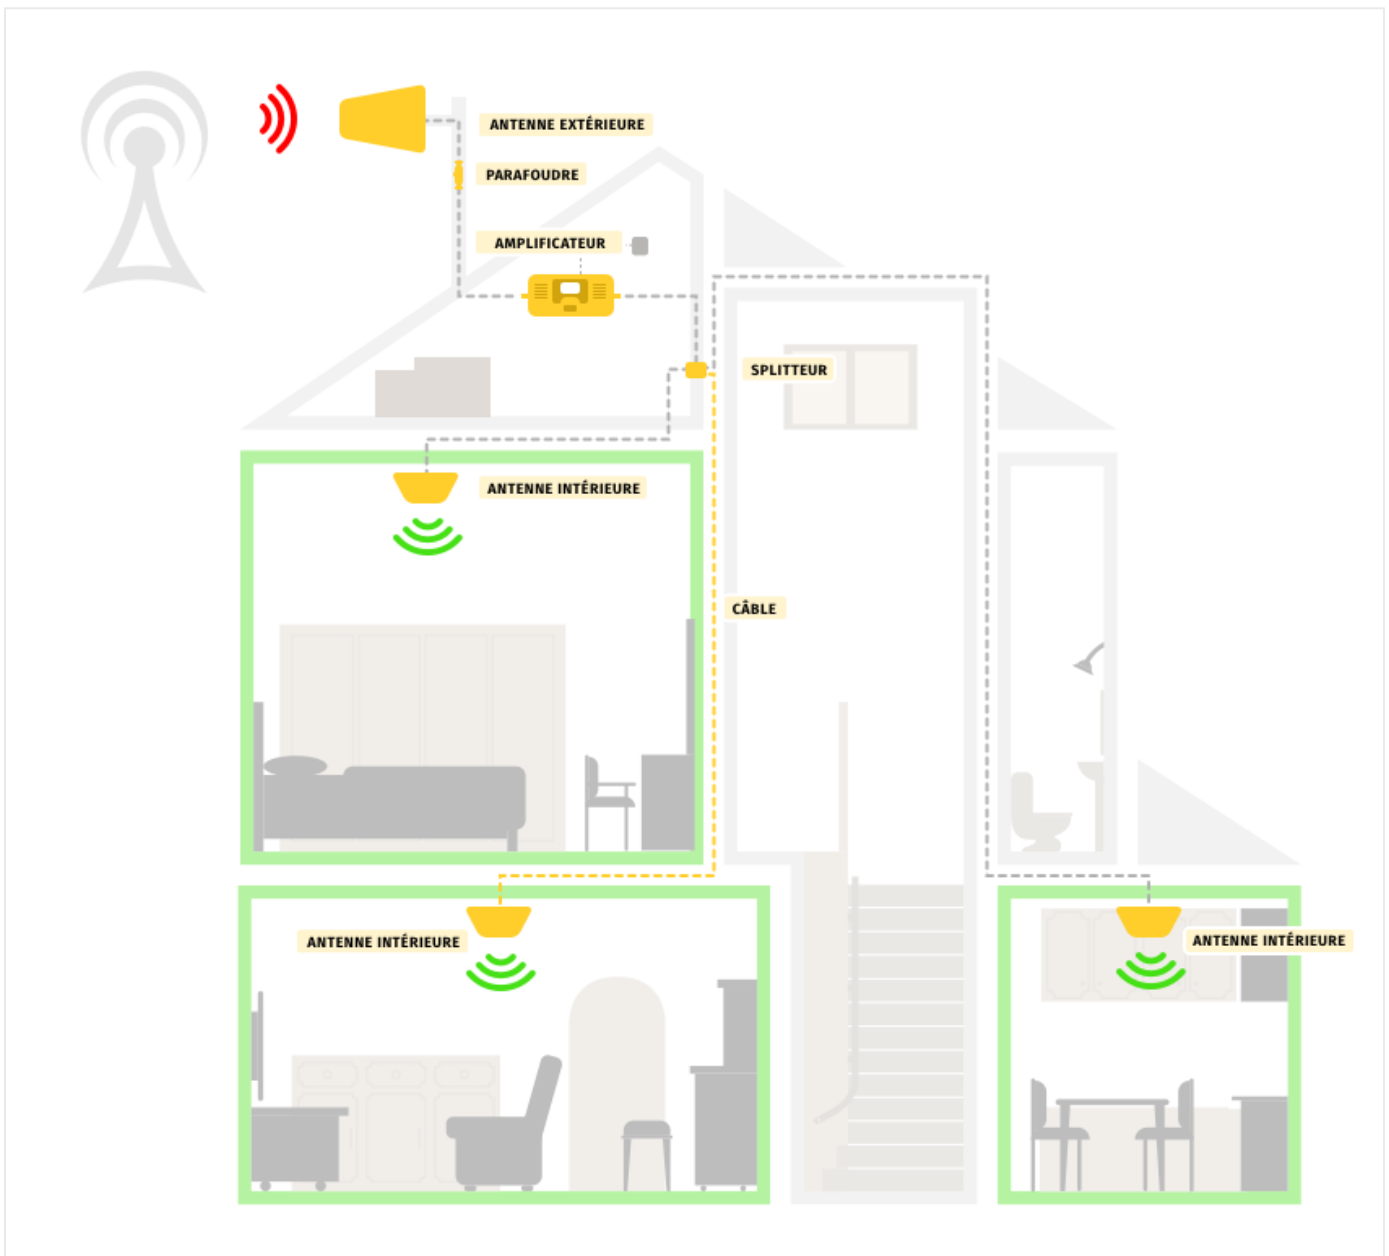 ANTENNE EXTÉRIEURE
PARAFOUDRE
AMPLIFICATEUR
SPLITTEUR
ANTENNE INTÉRIEURE
CÂBLE
ANTENNE INTÉRIEURE
ANTENNE INTÉRIEURE